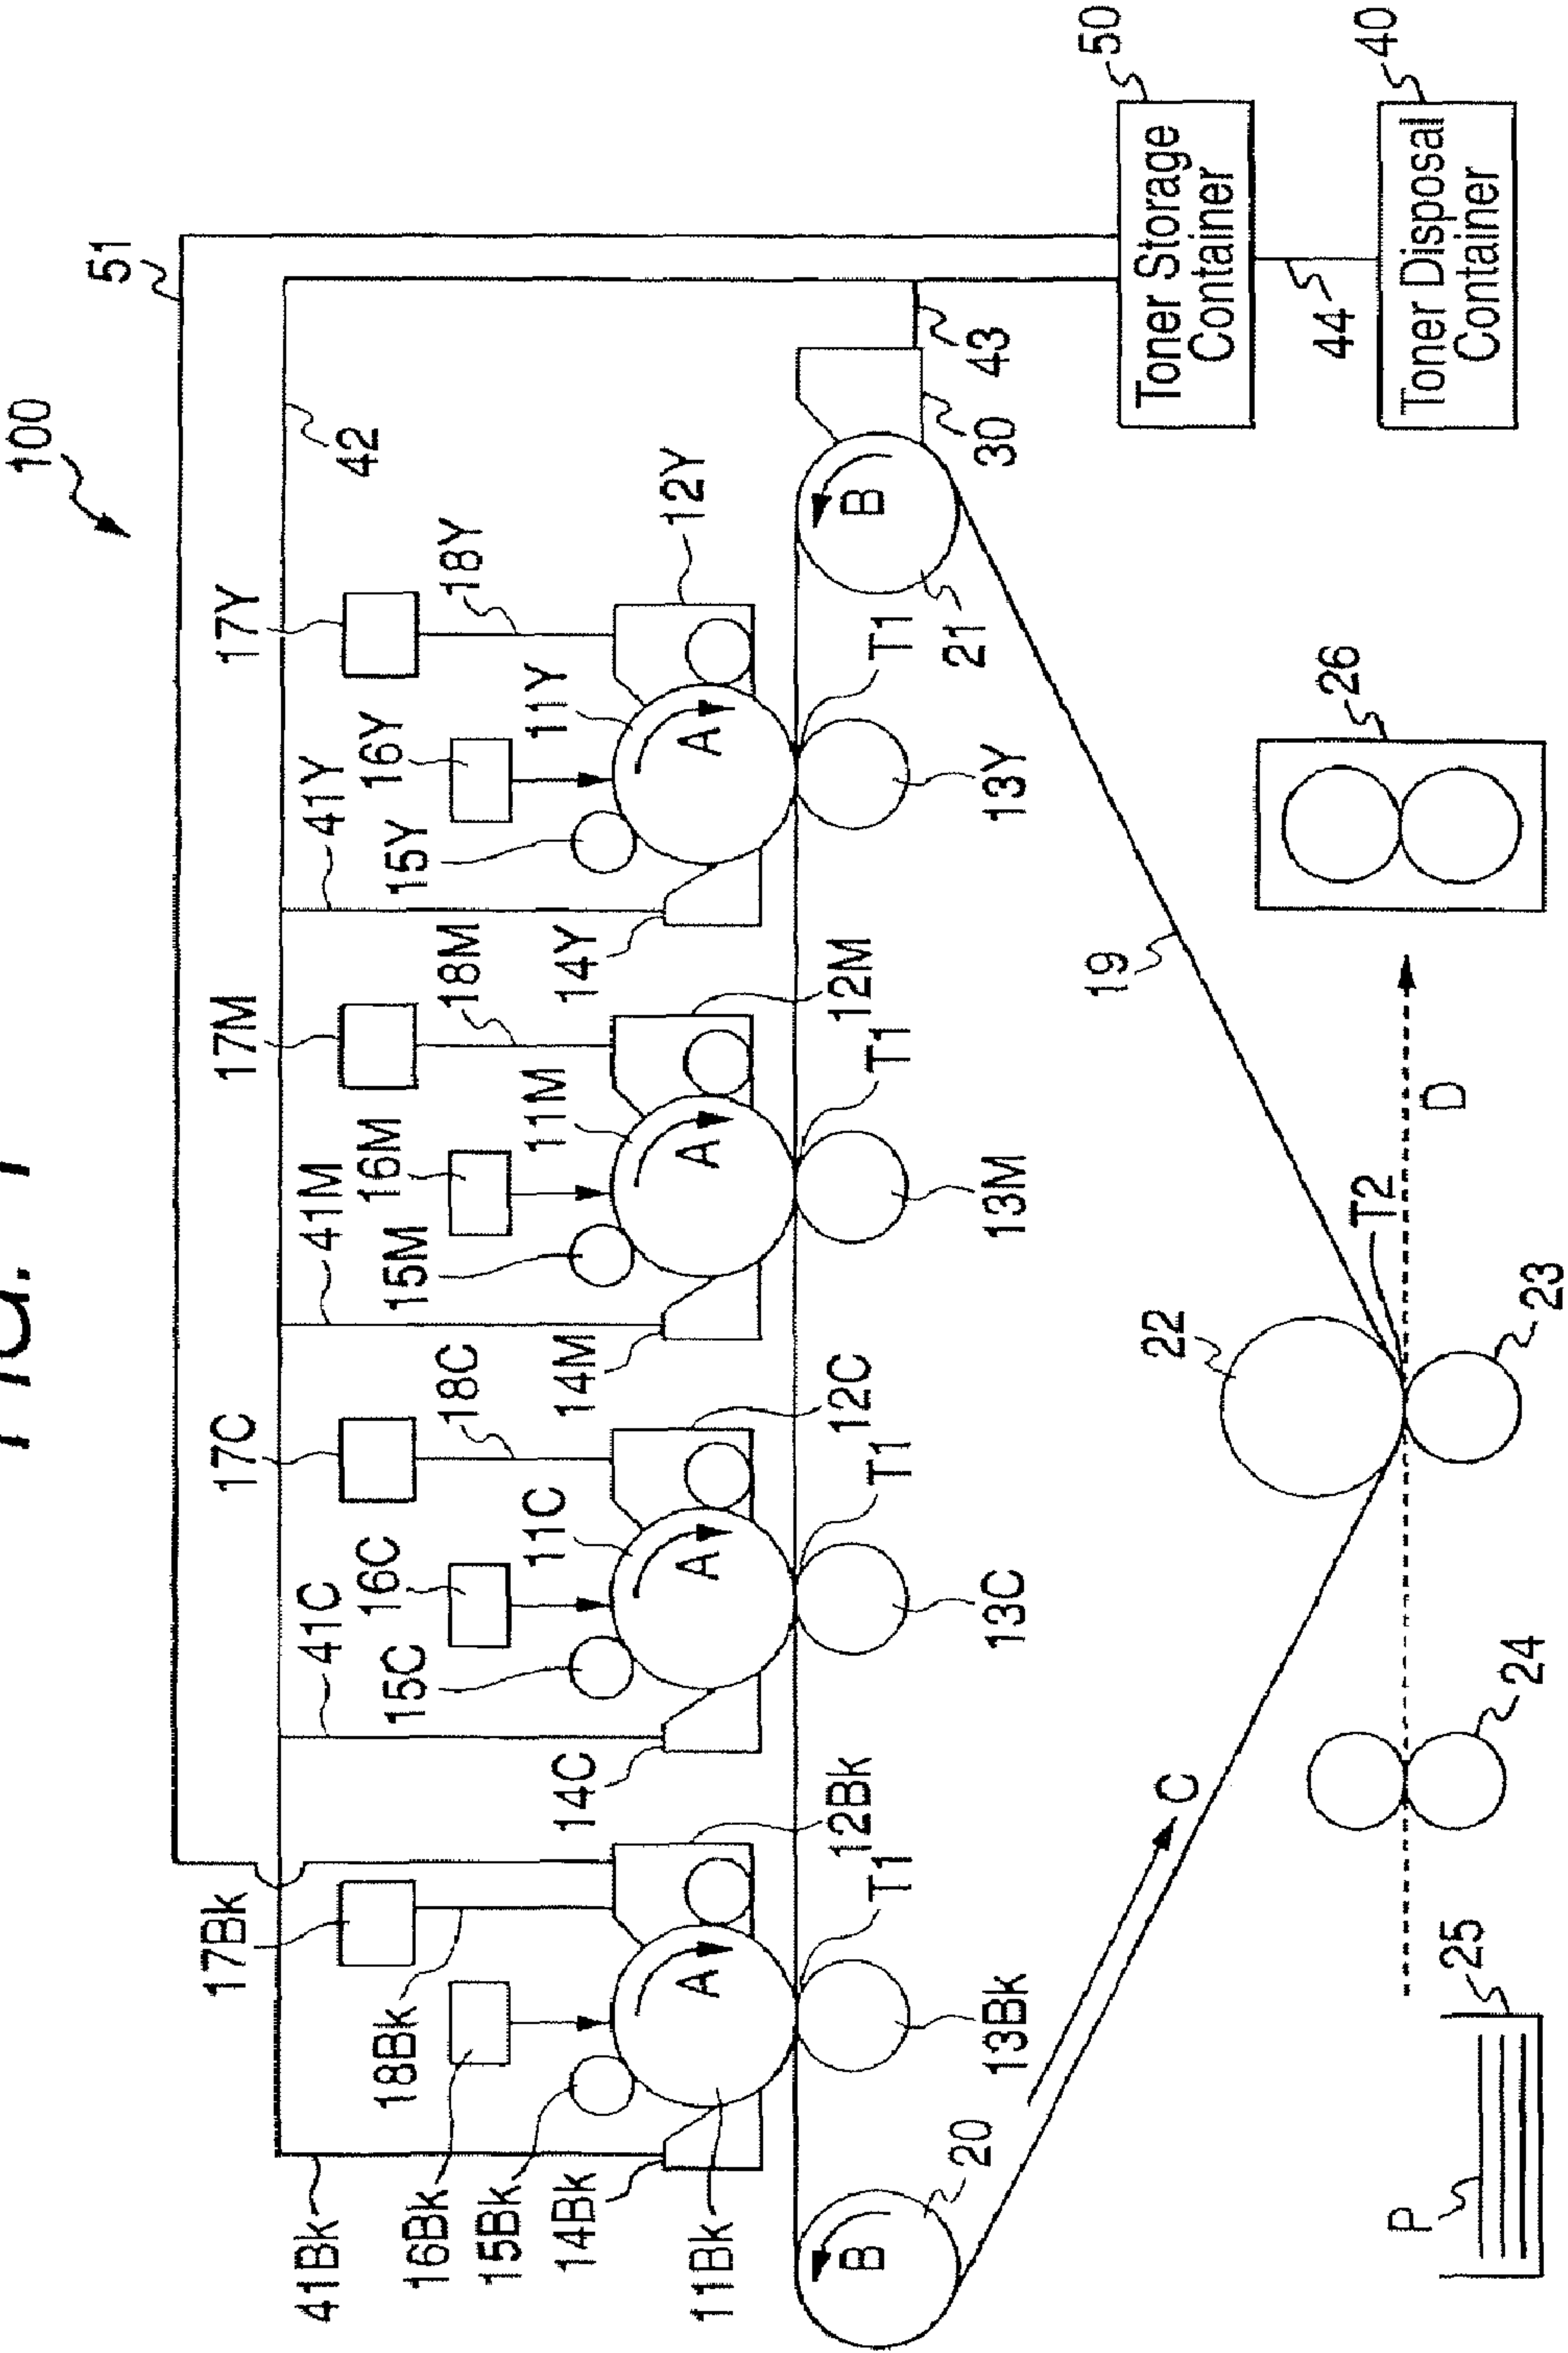 100
51
42
17Bk
17C
17M
17Y
41Bk
18Bk
41C
18C
41M
18M
41Y
18Y
16Bk
16C
16M
16Y
15Bk
15C
15M
15Y
14Bk
14C
14M
14Y
11Bk
11C
11M
11Y
12Bk
12C
12M
12Y
A
A
A
A
B
B
T1
T1
T1
T1
13Bk
13C
13M
13Y
20
21
30
43
C
19
22
50
Toner Storage
Container
44
40
Toner Disposal
Container
T2
26
P
25
24
23
D